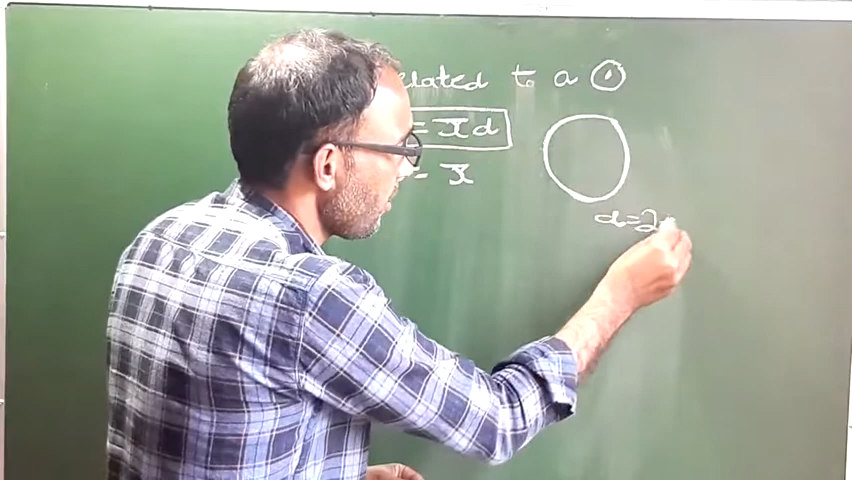 elated to a ⊙
= πd
= π
d=2